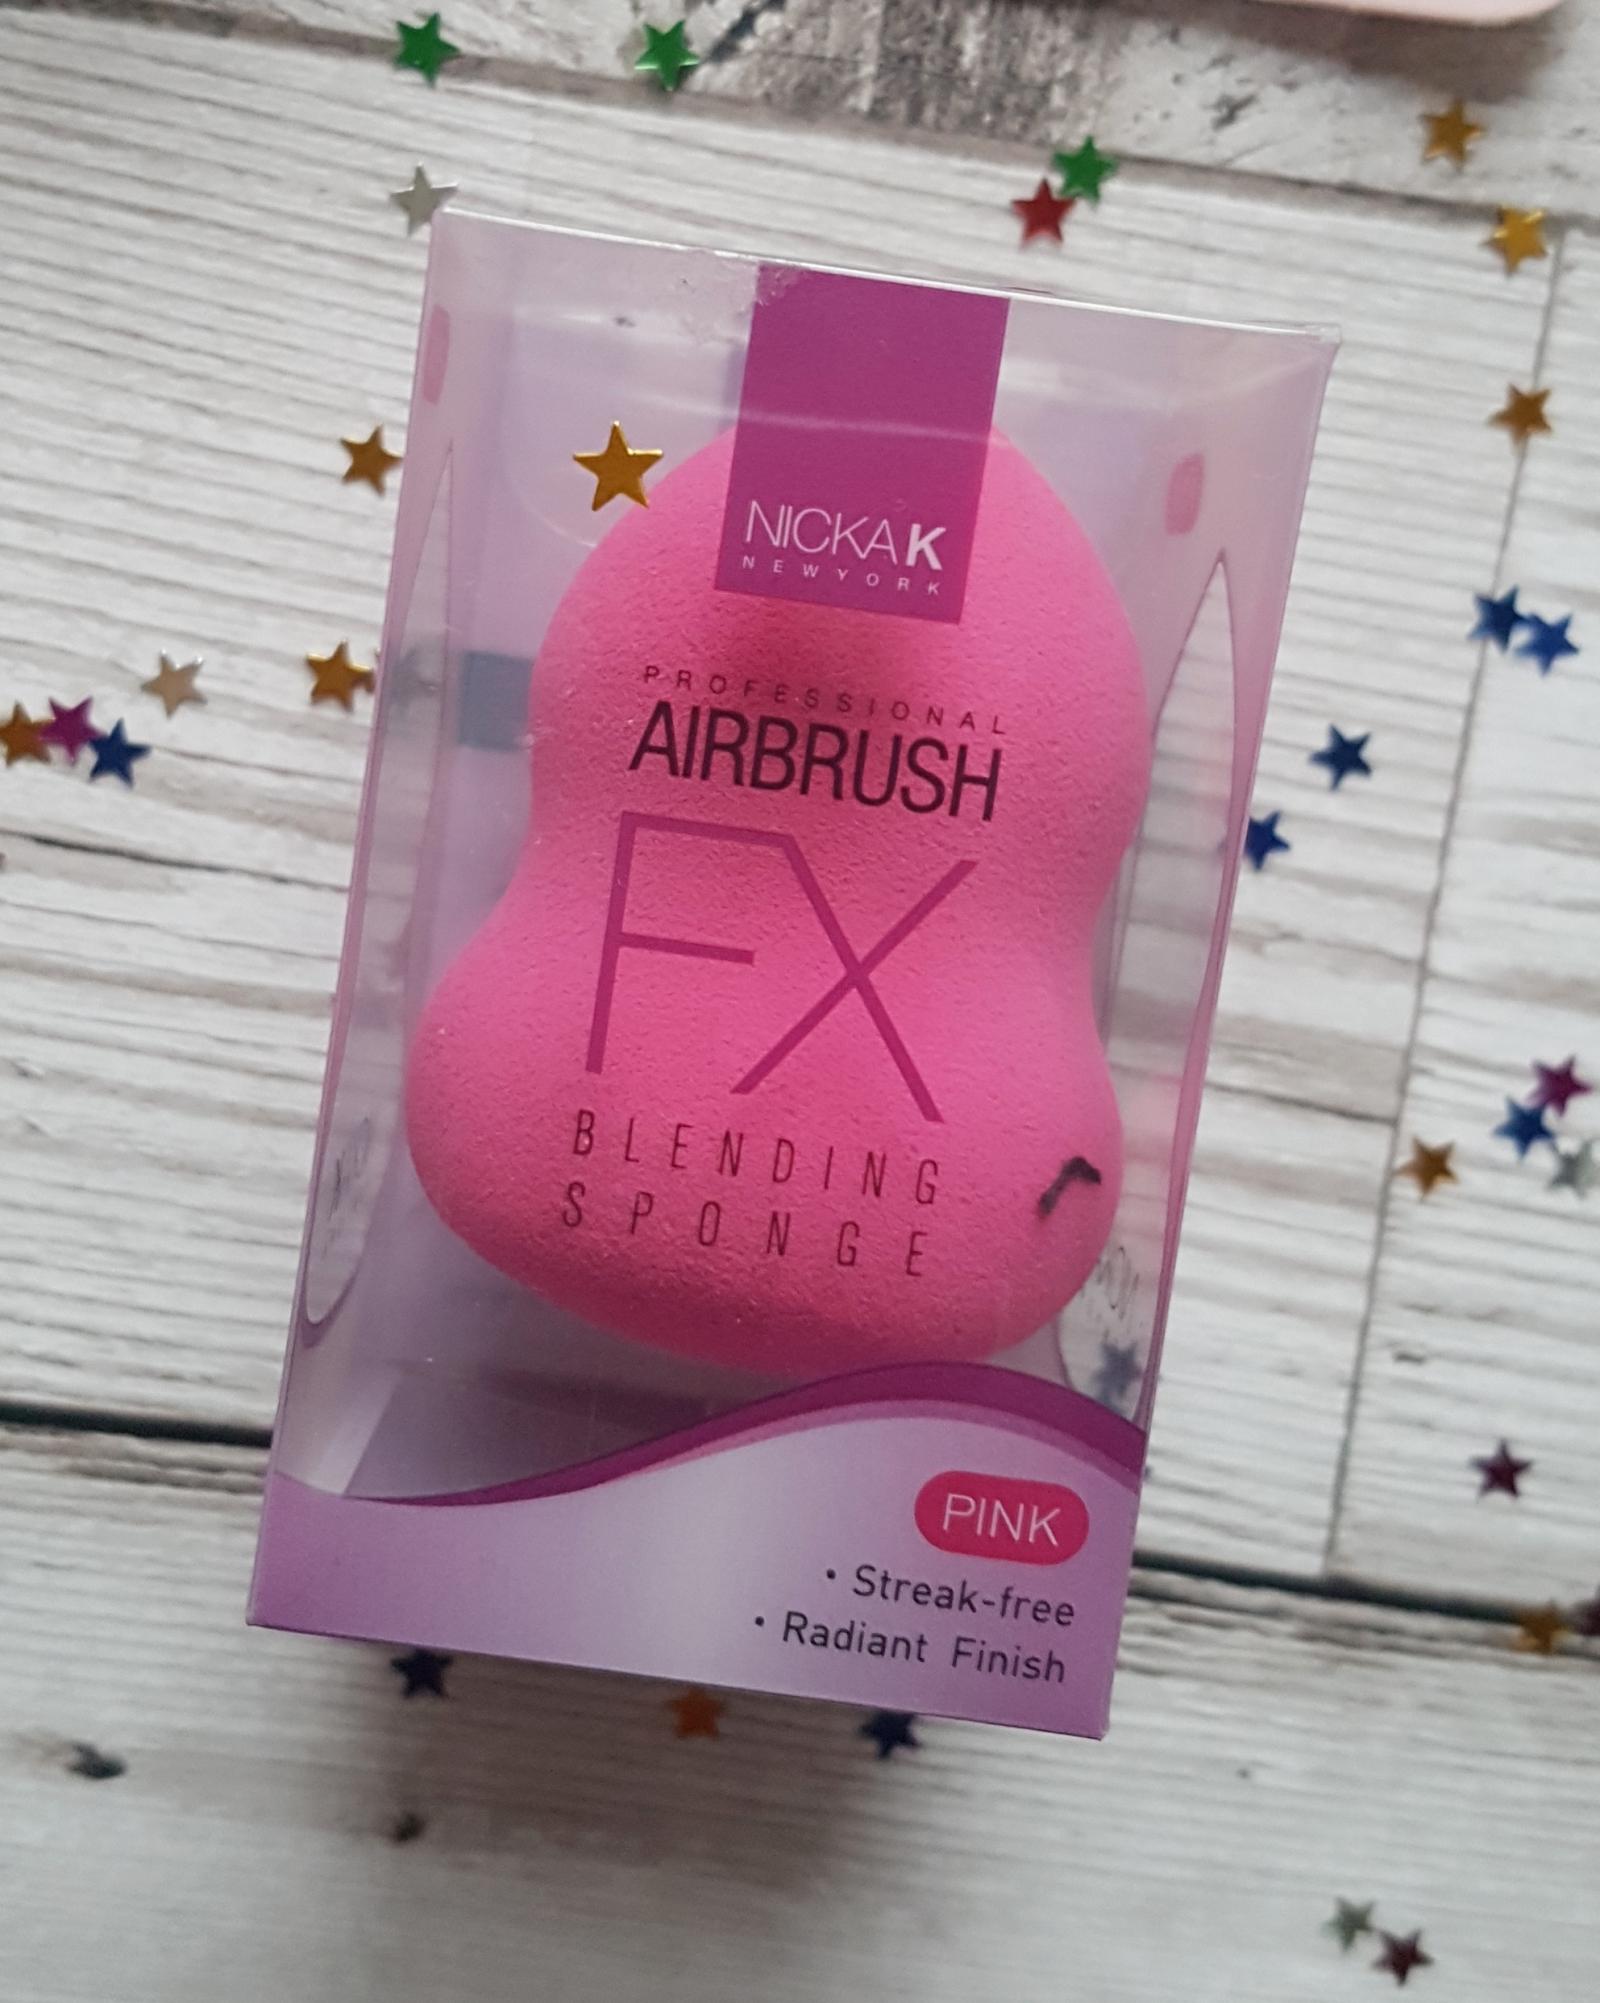 NICKA K
NEW YORK
PROFESSIONAL
AIRBRUSH
FX
BLENDING
SPONGE
PINK
• Streak-free
• Radiant Finish